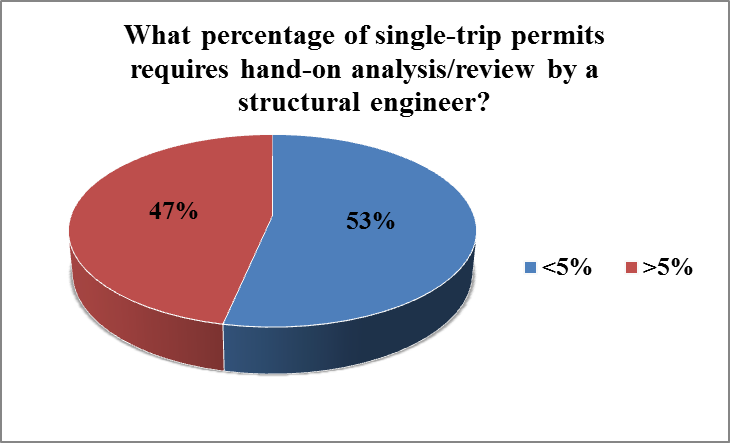 What percentage of single-trip permits
requires hand-on analysis/review by a
structural engineer?
47%
53%
<5%
>5%